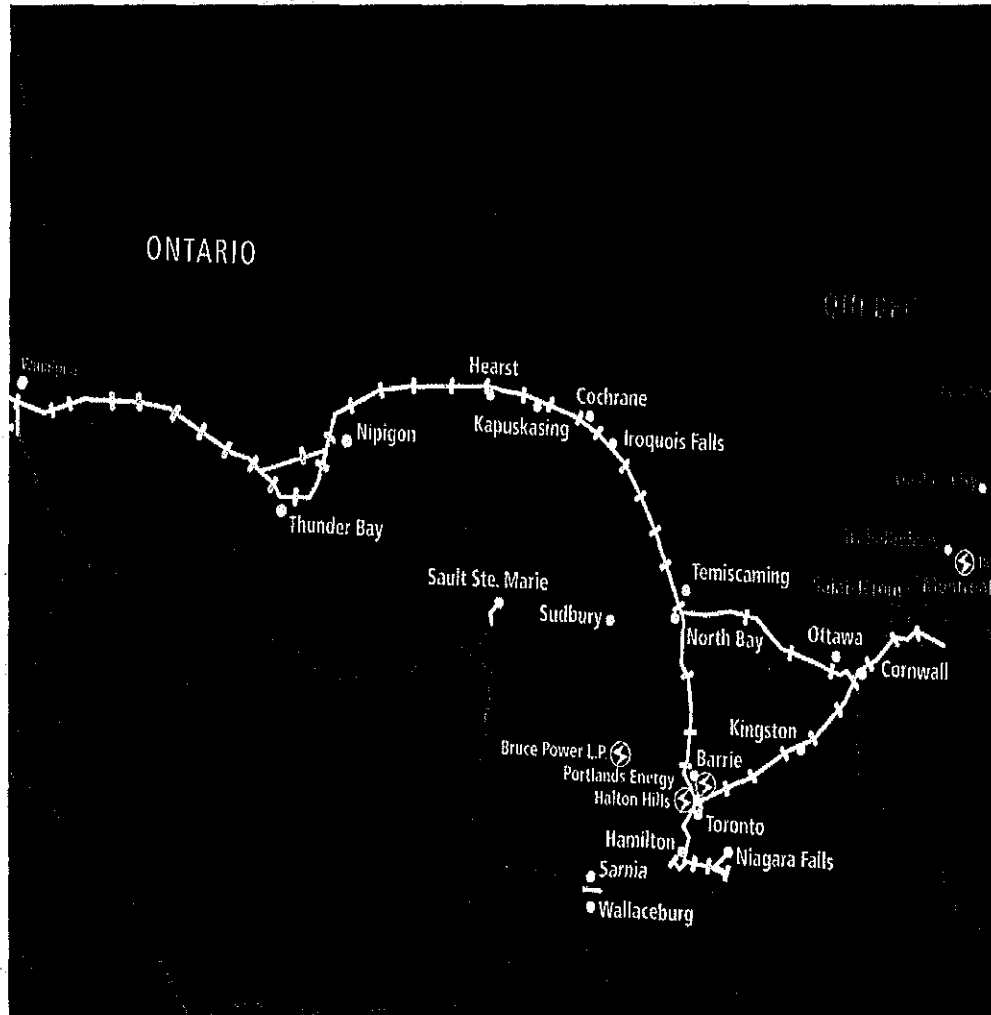 ONTARIO
Hearst
Cochrane
Nipigon
Kapuskasing
Iroquois Falls
Thunder Bay
Temiscaming
Sault Ste. Marie
Sudbury
North Bay
Ottawa
Cornwall
Kingston
Bruce Power L.P.
Barrie
Portlands Energy
Halton Hills
Toronto
Hamilton
Niagara Falls
Sarnia
Wallaceburg